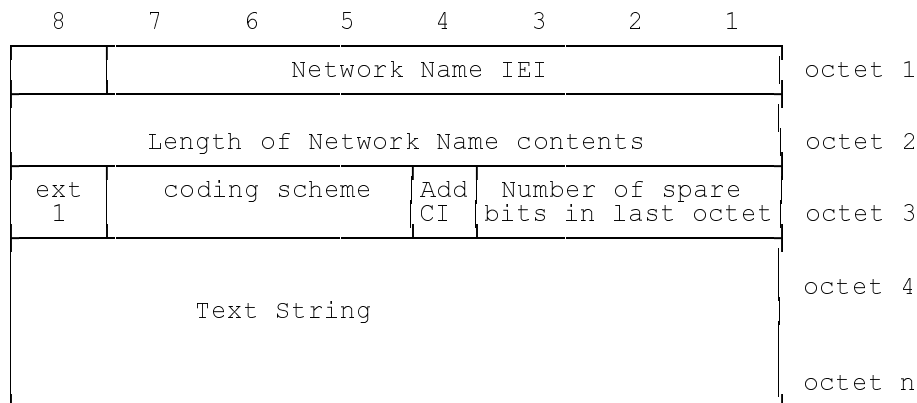 8 7 6 5 4 3 2 1
Network Name IEI octet 1
Length of Network Name contents octet 2
ext coding scheme Add Number of spare
1 CI bits in last octet octet 3
octet 4
Text String
octet n